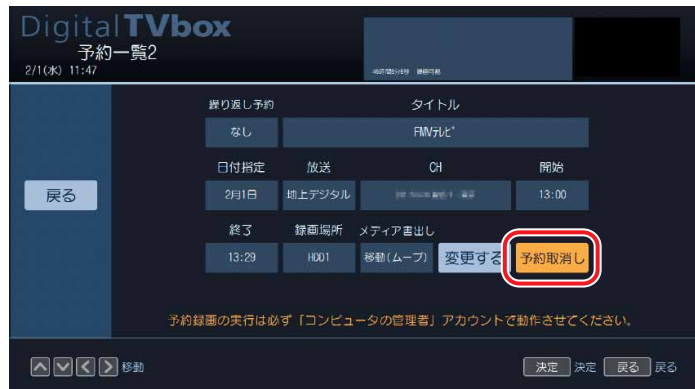 DigitalTVbox
予約一覧2
2/1(水) 11:47
繰り返し予約 タイトル
なし FMVﾃﾚﾋﾞ
日付指定 放送 CH 開始
戻る 2月1日 地上デジタル 13:00
終了 録画場所 メディア書出し
13:29 HDD1 移動(ムーブ) 変更する 予約取消し
予約録画の実行は必ず「コンピュータの管理者」アカウントで動作させてください。
移動 決定 決定 戻る 戻る